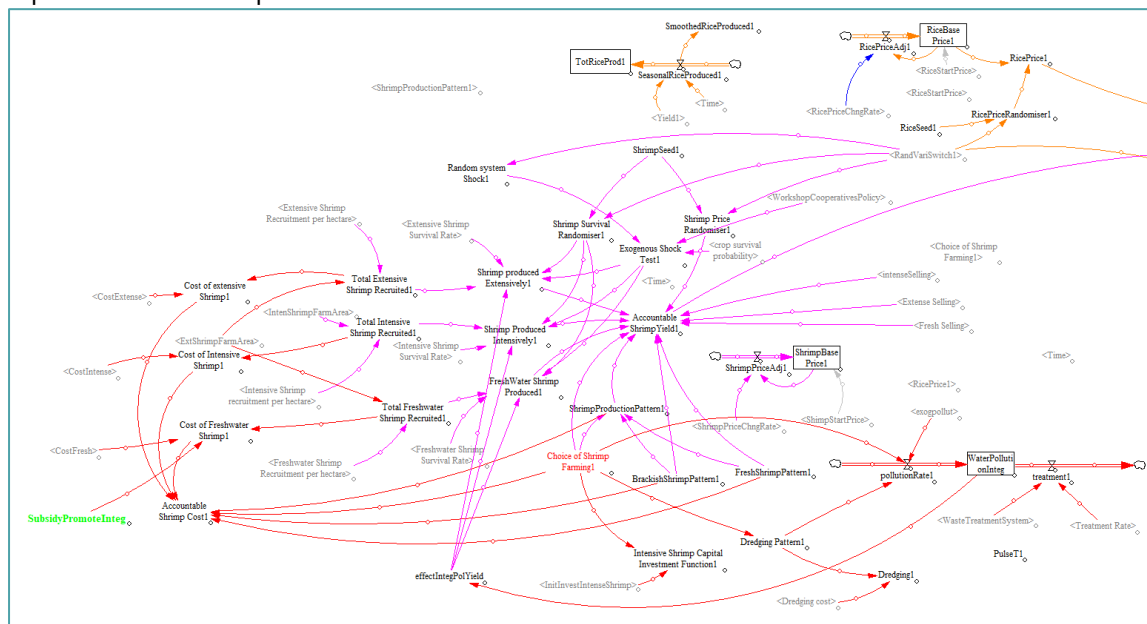 SmoothedRiceProduced1
RiceBase
Price1
RicePriceAdj1
RicePrice1
TotRiceProd1
SeasonalRiceProduced1
<RiceStartPrice>
<ShrimpProductionPattern1>
<Time>
<RiceStartPrice>
<Yield1>
<RicePriceChngRate>
RicePriceRandomiser1
RiceSeed1
ShrimpSeed1
<RandVariSwitch1>
Random system
Shock1
<WorkshopCooperativesPolicy>
<Extensive Shrimp
Recruitment per hectare>
<Extensive Shrimp
Survival Rate>
Shrimp Survival
Randomiser1
Shrimp Price
Randomiser1
Exogenous Shock
Test1
<crop survival
probability>
<Choice of Shrimp
Farming1>
Shrimp produced
Extensively1
<Time>
<intenseSelling>
Cost of extensive
Shrimp1
Total Extensive
Shrimp Recruited1
<CostExtense>
<Extense Selling>
<IntenShrimpFarmArea>
Total Intensive
Shrimp Recruited1
Shrimp Produced
Intensively1
Accountable
ShrimpYield1
<Fresh Selling>
<ExtShrimpFarmArea>
<Intensive Shrimp
Survival Rate>
Cost of Intensive
Shrimp1
ShrimpBase
Price1
<Time>
ShrimpPriceAdj1
<CostIntense>
<Intensive Shrimp
recruitment per hectare>
FreshWater Shrimp
Produced1
<RicePrice1>
<ShimpStartPrice>
<exogpollut>
Total Freshwater
Shrimp Recruited1
ShrimpProductionPattern1
<ShrimpPriceChngRate>
Cost of Freshwater
Shrimp1
<CostFresh>
<Freshwater Shrimp
Survival Rate>
<Freshwater Shrimp
Recruitment per hectare>
Choice of Shrimp
Farming1
WaterPolluti
onInteg
BrackishShrimpPattern1
FreshShrimpPattern1
pollutionRate1
treatment1
Accountable
Shrimp Cost1
SubsidyPromoteInteg
<WasteTreatmentSystem>
<Treatment Rate>
Dredging Pattern1
Intensive Shrimp Capital
Investment Function1
PulseT1
effectIntegPolYield
<InitInvestIntenseShrimp>
Dredging1
<Dredging cost>